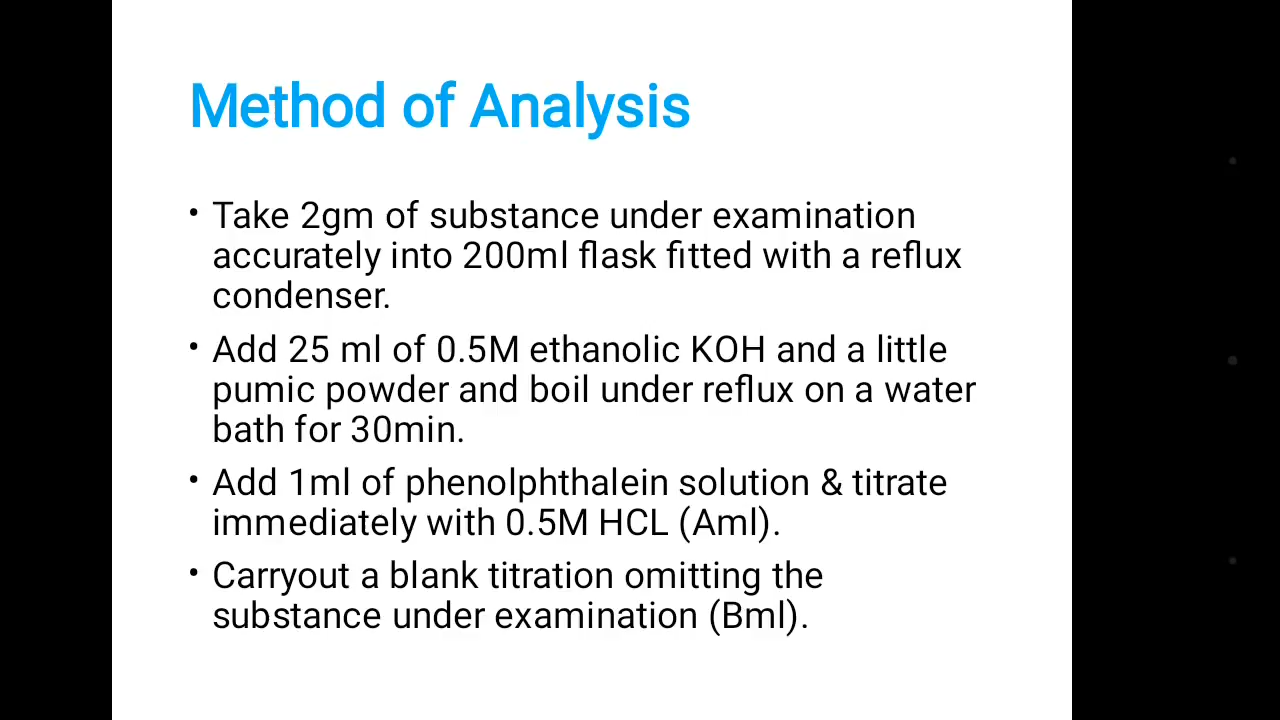 Method of Analysis
• Take 2gm of substance under examination
accurately into 200ml flask fitted with a reflux
condenser.
• Add 25 ml of 0.5M ethanolic KOH and a little
pumic powder and boil under reflux on a water
bath for 30min.
• Add 1ml of phenolphthalein solution & titrate
immediately with 0.5M HCL (Aml).
• Carryout a blank titration omitting the
substance under examination (Bml).